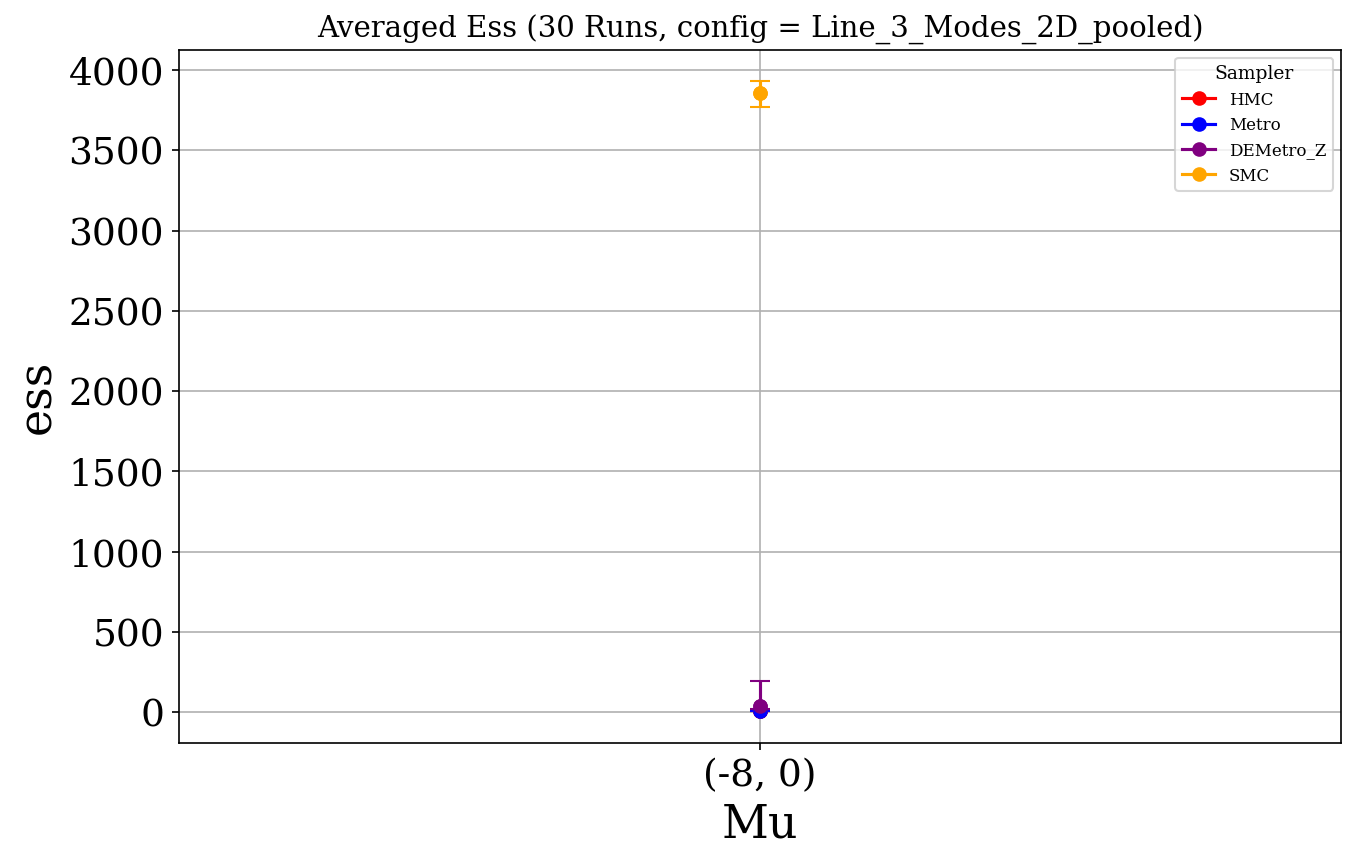 Averaged Ess (30 Runs, config = Line_3_Modes_2D_pooled)
Sampler
HMC
Metro
DEMetro_Z
SMC
4000
3500
3000
2500
2000
1500
1000
500
0
ess
(-8, 0)
Mu